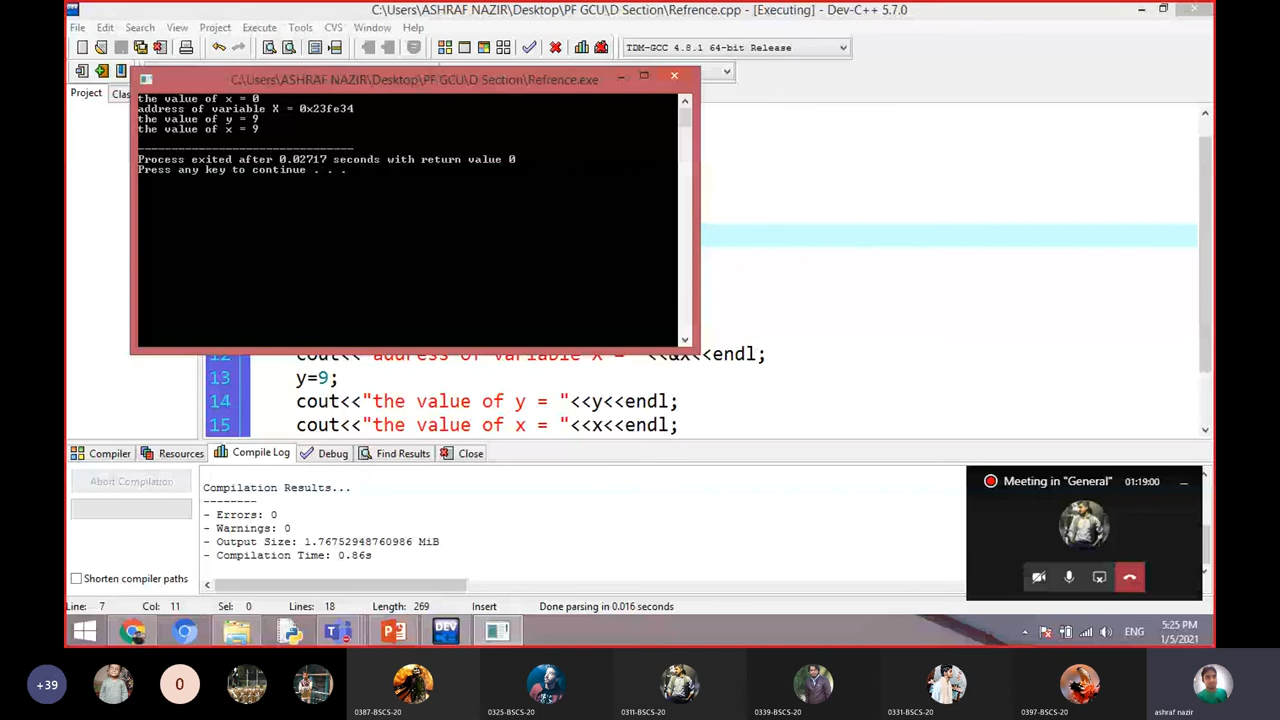 C:\Users\ASHRAF NAZIR\Desktop\PF GCU\D Section\Refrence.cpp - [Executing] - Dev-C++ 5.7.0
File Edit Search View Project Execute Tools CVS Window Help
TDM-GCC 4.8.1 64-bit Release
Project Clas
C:\Users\ASHRAF NAZIR\Desktop\PF GCU\D Section\Refrence.exe
the value of x = 0
address of variable X = 0x23fe34
the value of y = 9
the value of x = 9
--------------------------------
Process exited after 0.02717 seconds with return value 0
Press any key to continue . . .
12 cout<<"address of variable X = "<<&x<<endl;
13 y=9;
14 cout<<"the value of y = "<<y<<endl;
15 cout<<"the value of x = "<<x<<endl;
Compiler Resources Compile Log Debug Find Results Close
Abort Compilation
Compilation Results...
--------
- Errors: 0
- Warnings: 0
- Output Size: 1.76752948760986 MiB
- Compilation Time: 0.86s
Shorten compiler paths
Meeting in "General" 01:19:00
Line: 7 Col: 11 Sel: 0 Lines: 18 Length: 269 Insert Done parsing in 0.016 seconds
DEV
ENG
5:25 PM
1/5/2021
+39
0
0387-BSCS-20
0325-BSCS-20
0311-BSCS-20
0339-BSCS-20
0331-BSCS-20
0397-BSCS-20
ashraf nazir